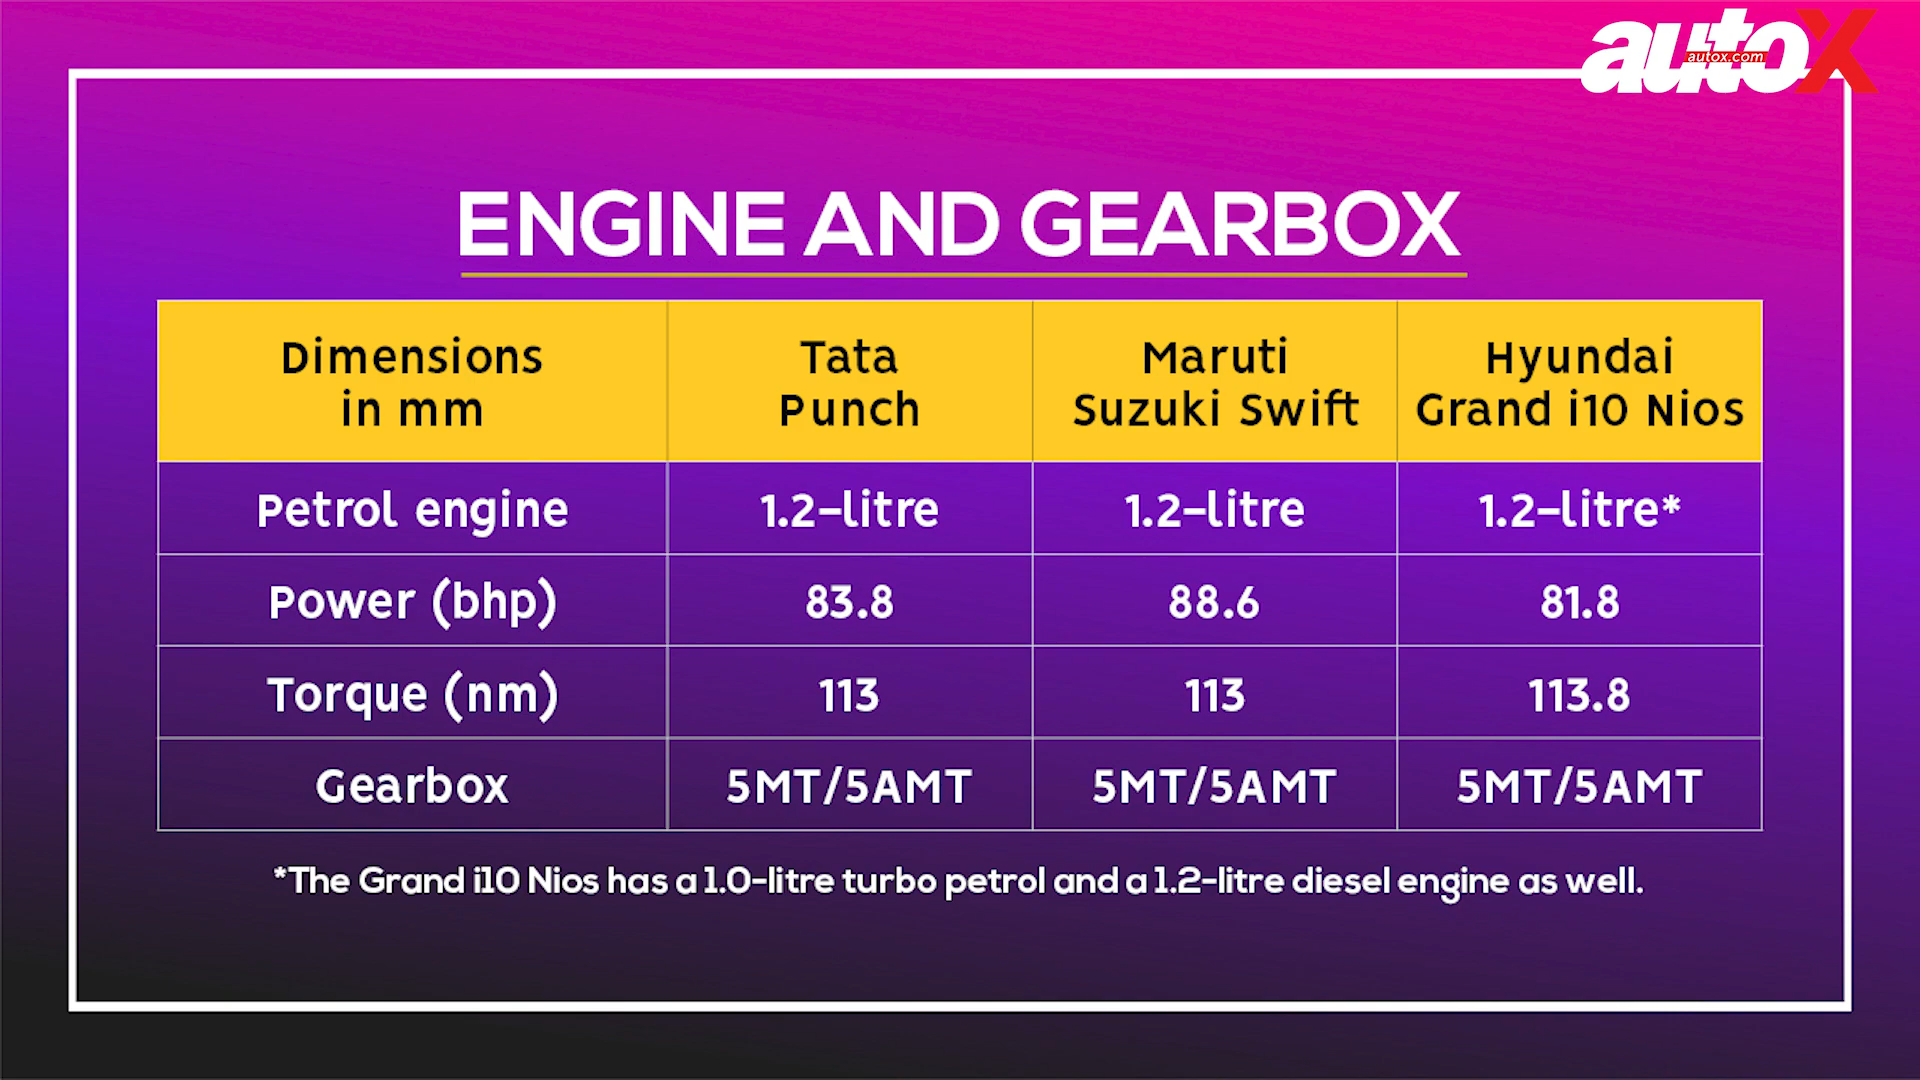 autoX
autox.com
ENGINE AND GEARBOX
Dimensions
in mm
Tata
Punch
Maruti
Suzuki Swift
Hyundai
Grand i10 Nios
Petrol engine 1.2-litre 1.2-litre 1.2-litre*
Power (bhp) 83.8 88.6 81.8
Torque (nm) 113 113 113.8
Gearbox 5MT/5AMT 5MT/5AMT 5MT/5AMT
*The Grand i10 Nios has a 1.0-litre turbo petrol and a 1.2-litre diesel engine as well.